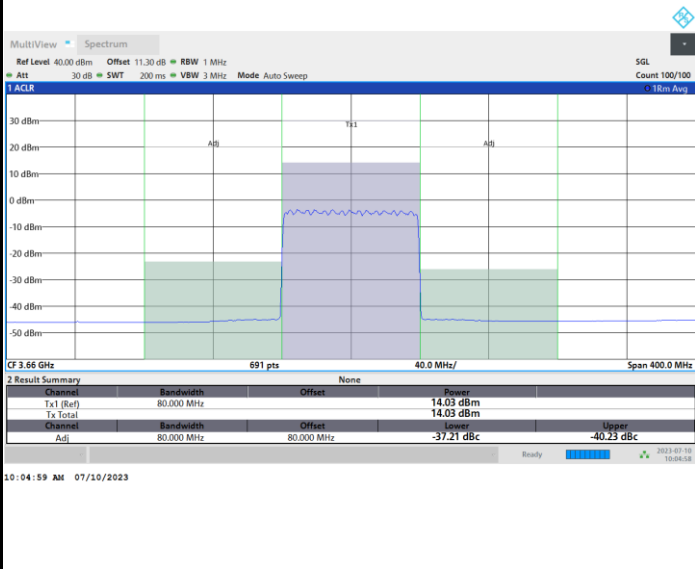 MultiView Spectrum
Ref Level 40.00 dBm Offset 11.30 dB RBW 1 MHz SGL
Att 30 dB SWT 200 ms VBW 3 MHz Mode Auto Sweep Count 100/100
1 ACLR 1Rm Avg
30 dBm
Tx1
20 dBm
Adj Adj
10 dBm
0 dBm
-10 dBm
-20 dBm
-30 dBm
-40 dBm
-50 dBm
CF 3.66 GHz 691 pts 40.0 MHz/ Span 400.0 MHz
2 Result Summary None
Channel Bandwidth Offset Power
Tx1 (Ref) 80.000 MHz 14.03 dBm
Tx Total 14.03 dBm
Channel Bandwidth Offset Lower Upper
Adj 80.000 MHz 80.000 MHz -37.21 dBc -40.23 dBc
Ready 2023-07-10
10:04:58
10:04:59 AM 07/10/2023